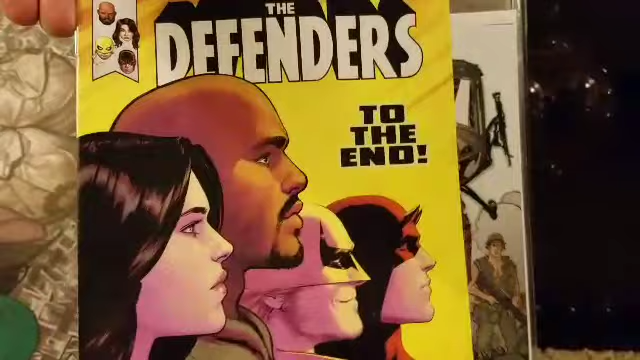 THE
DEFENDERS
TO
THE
END!